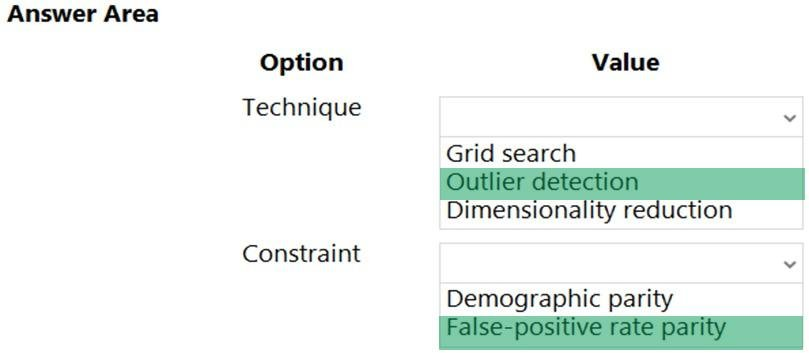 Answer Area
Option Value
Technique
Grid search
Outlier detection
Dimensionality reduction
Constraint
Demographic parity
False-positive rate parity